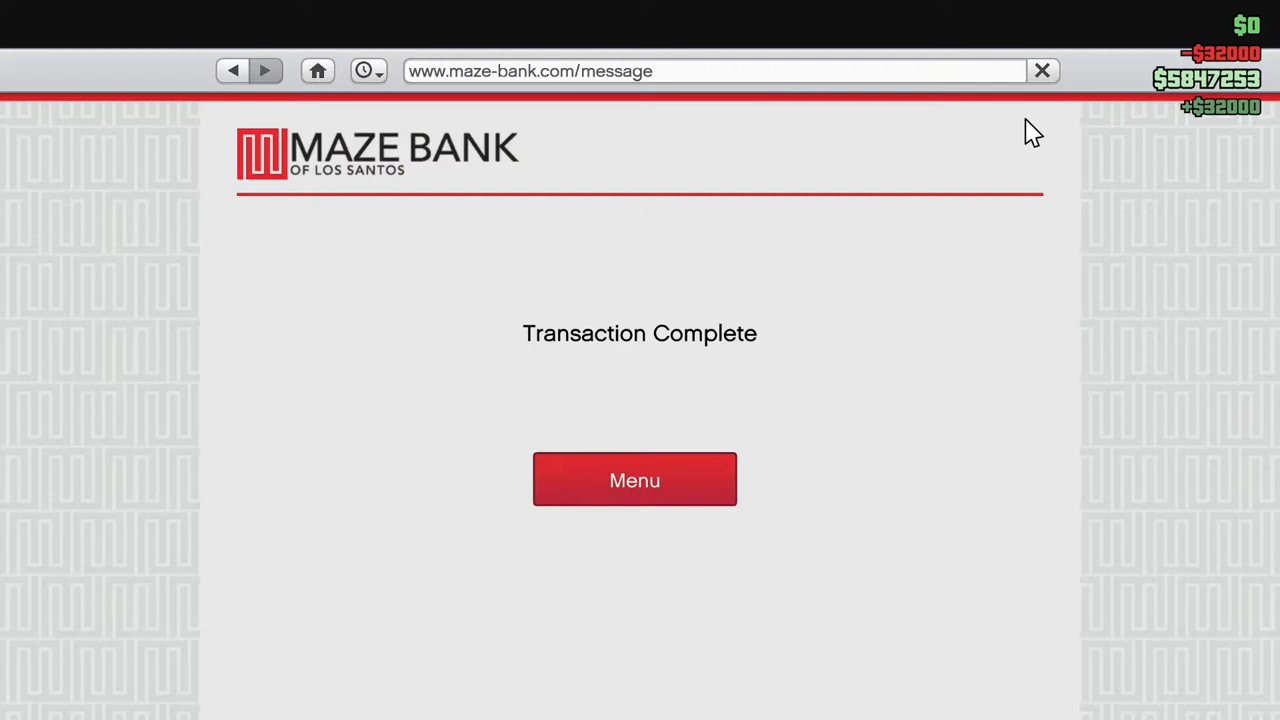 $0
-$32000
www.maze-bank.com/message
$5847253
+$32000
MAZE BANK
OF LOS SANTOS
Transaction Complete
Menu